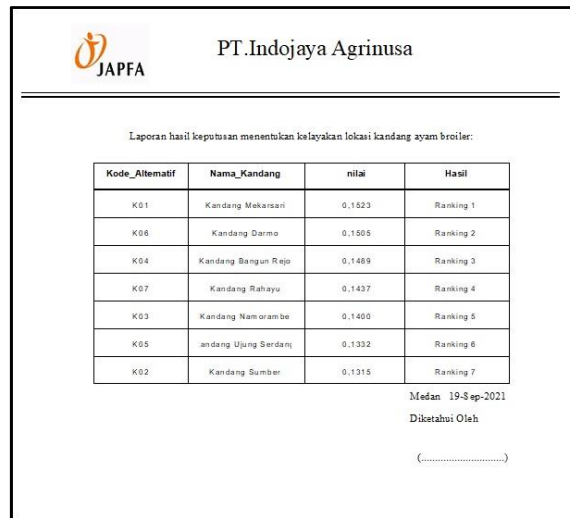 JAPFA
PT.Indojaya Agrinusa
Laporan hasil keputusan menentukan kelayakan lokasi kandang ayam broiler:
Kode_Alternatif Nama_Kandang nilai Hasil
K01 Kandang Mekarsari 0,1523 Ranking 1
K06 Kandang Darmo 0,1505 Ranking 2
K04 Kandang Bangun Rejo 0,1489 Ranking 3
K07 Kandang Rahayu 0,1437 Ranking 4
K03 Kandang Namorambe 0,1400 Ranking 5
K05 andang Ujung Serdang 0,1332 Ranking 6
K02 Kandang Sumber 0,1315 Ranking 7
Medan 19-Sep-2021
Diketahui Oleh
(..............................)